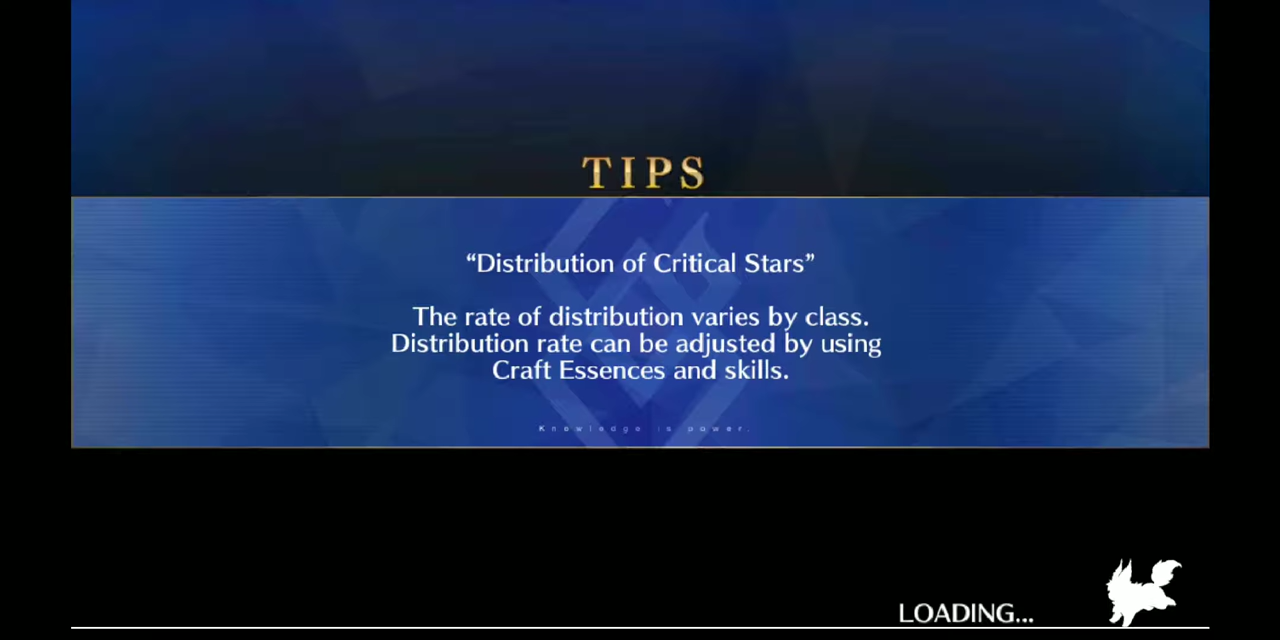 TIPS
“Distribution of Critical Stars”
The rate of distribution varies by class.
Distribution rate can be adjusted by using
Craft Essences and skills.
Knowledge is power.
LOADING...